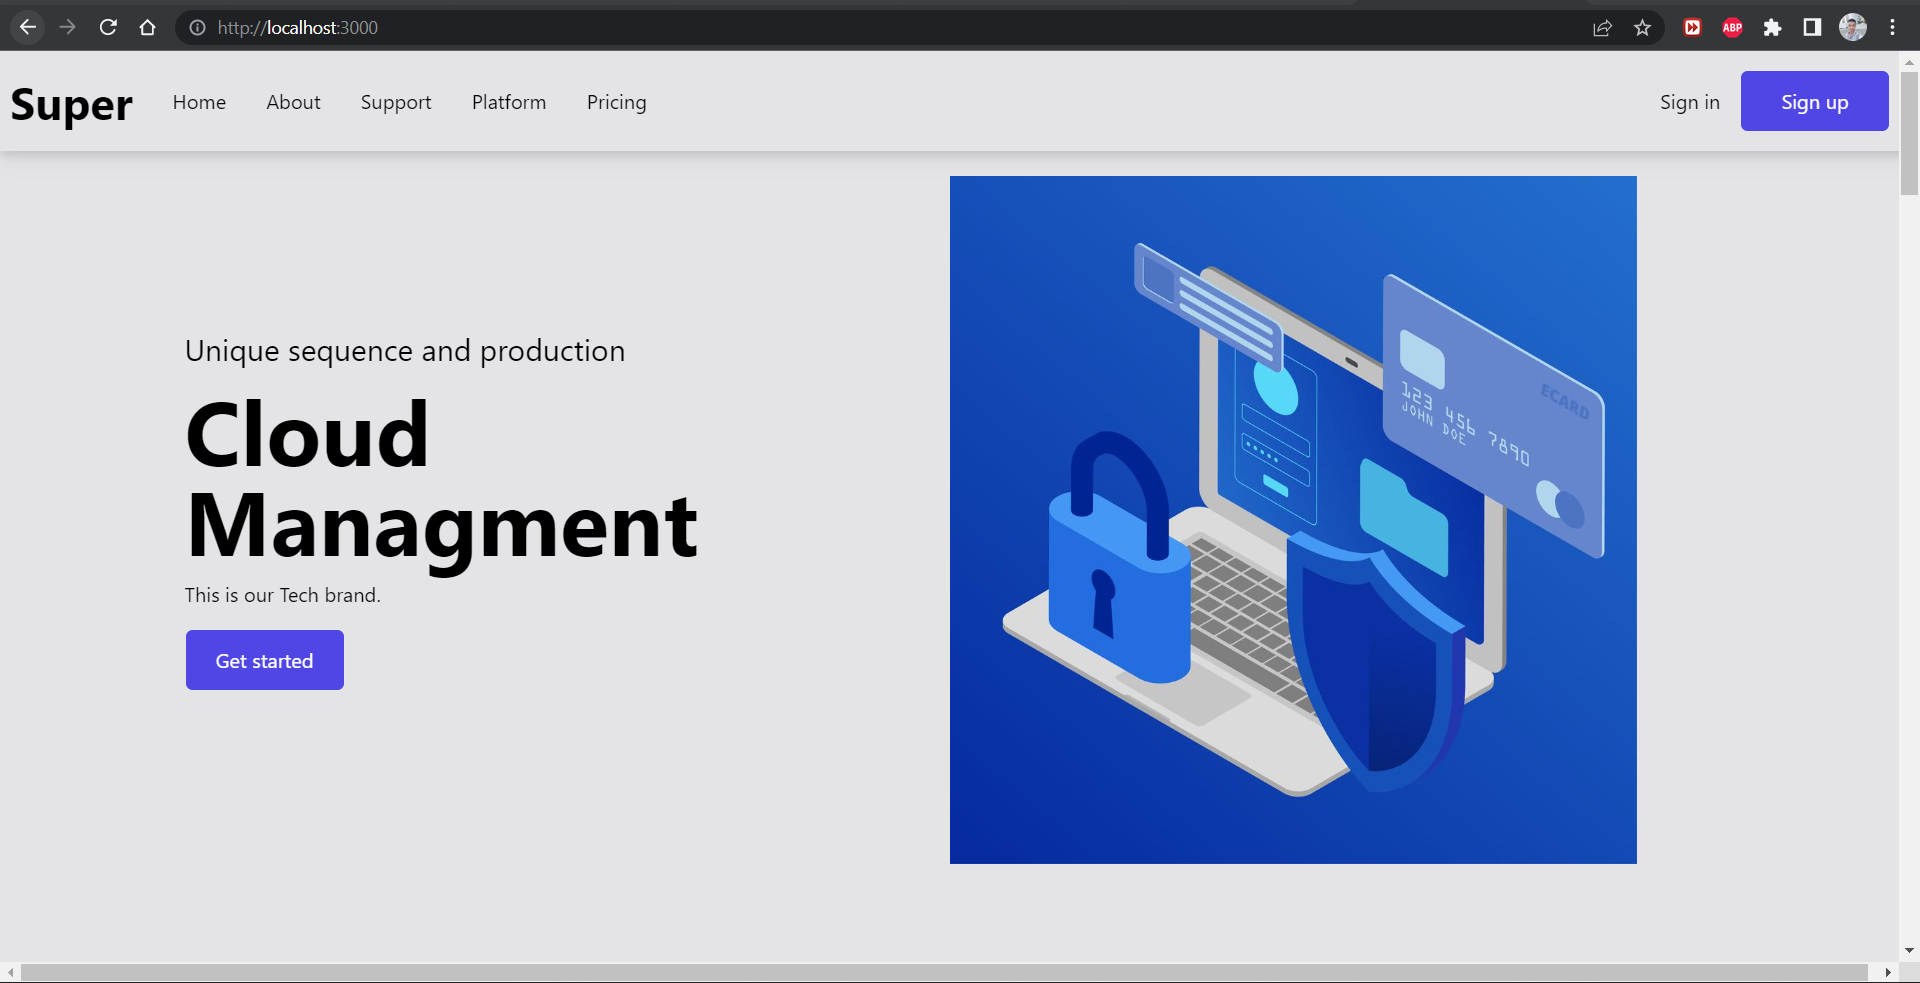 http://localhost:3000
ABP
Super
Home
About
Support
Platform
Pricing
Sign in
Sign up
Unique sequence and production
Cloud
Managment
This is our Tech brand.
Get started
ECARD
123 456 7890
JOHN DOE